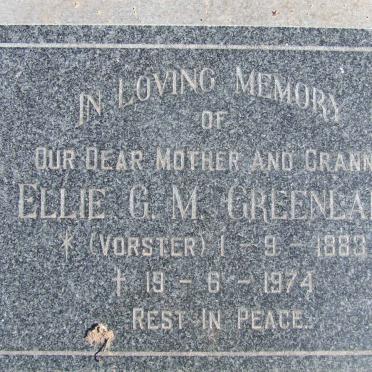 IN LOVING MEMORY
OF
OUR DEAR MOTHER AND GRANN
ELLIE G. M. GREENLA
* (VORSTER) 1 - 9 - 1883
† 19 - 6 - 1974
REST IN PEACE.